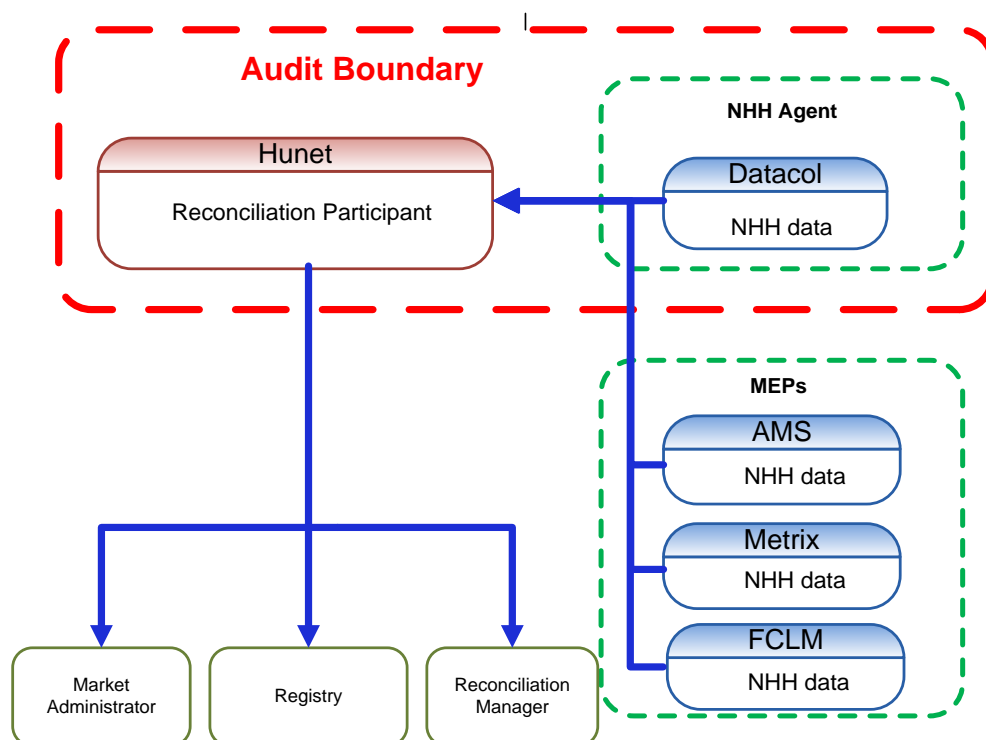 Audit Boundary
NHH Agent
Hunet
Reconciliation Participant
Datacol
NHH data
MEPs
AMS
NHH data
Metrix
NHH data
FCLM
NHH data
Market
Administrator
Registry
Reconciliation
Manager